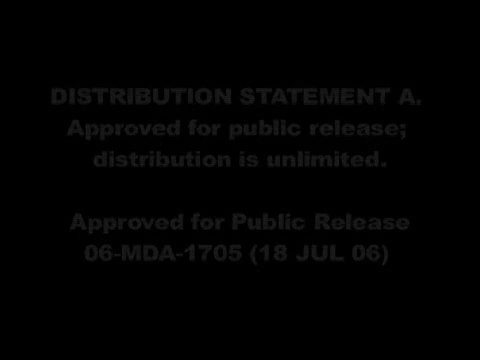 DISTRIBUTION STATEMENT A.
Approved for public release;
distribution is unlimited.
Approved for Public Release
06-MDA-1705 (18 JUL 06)